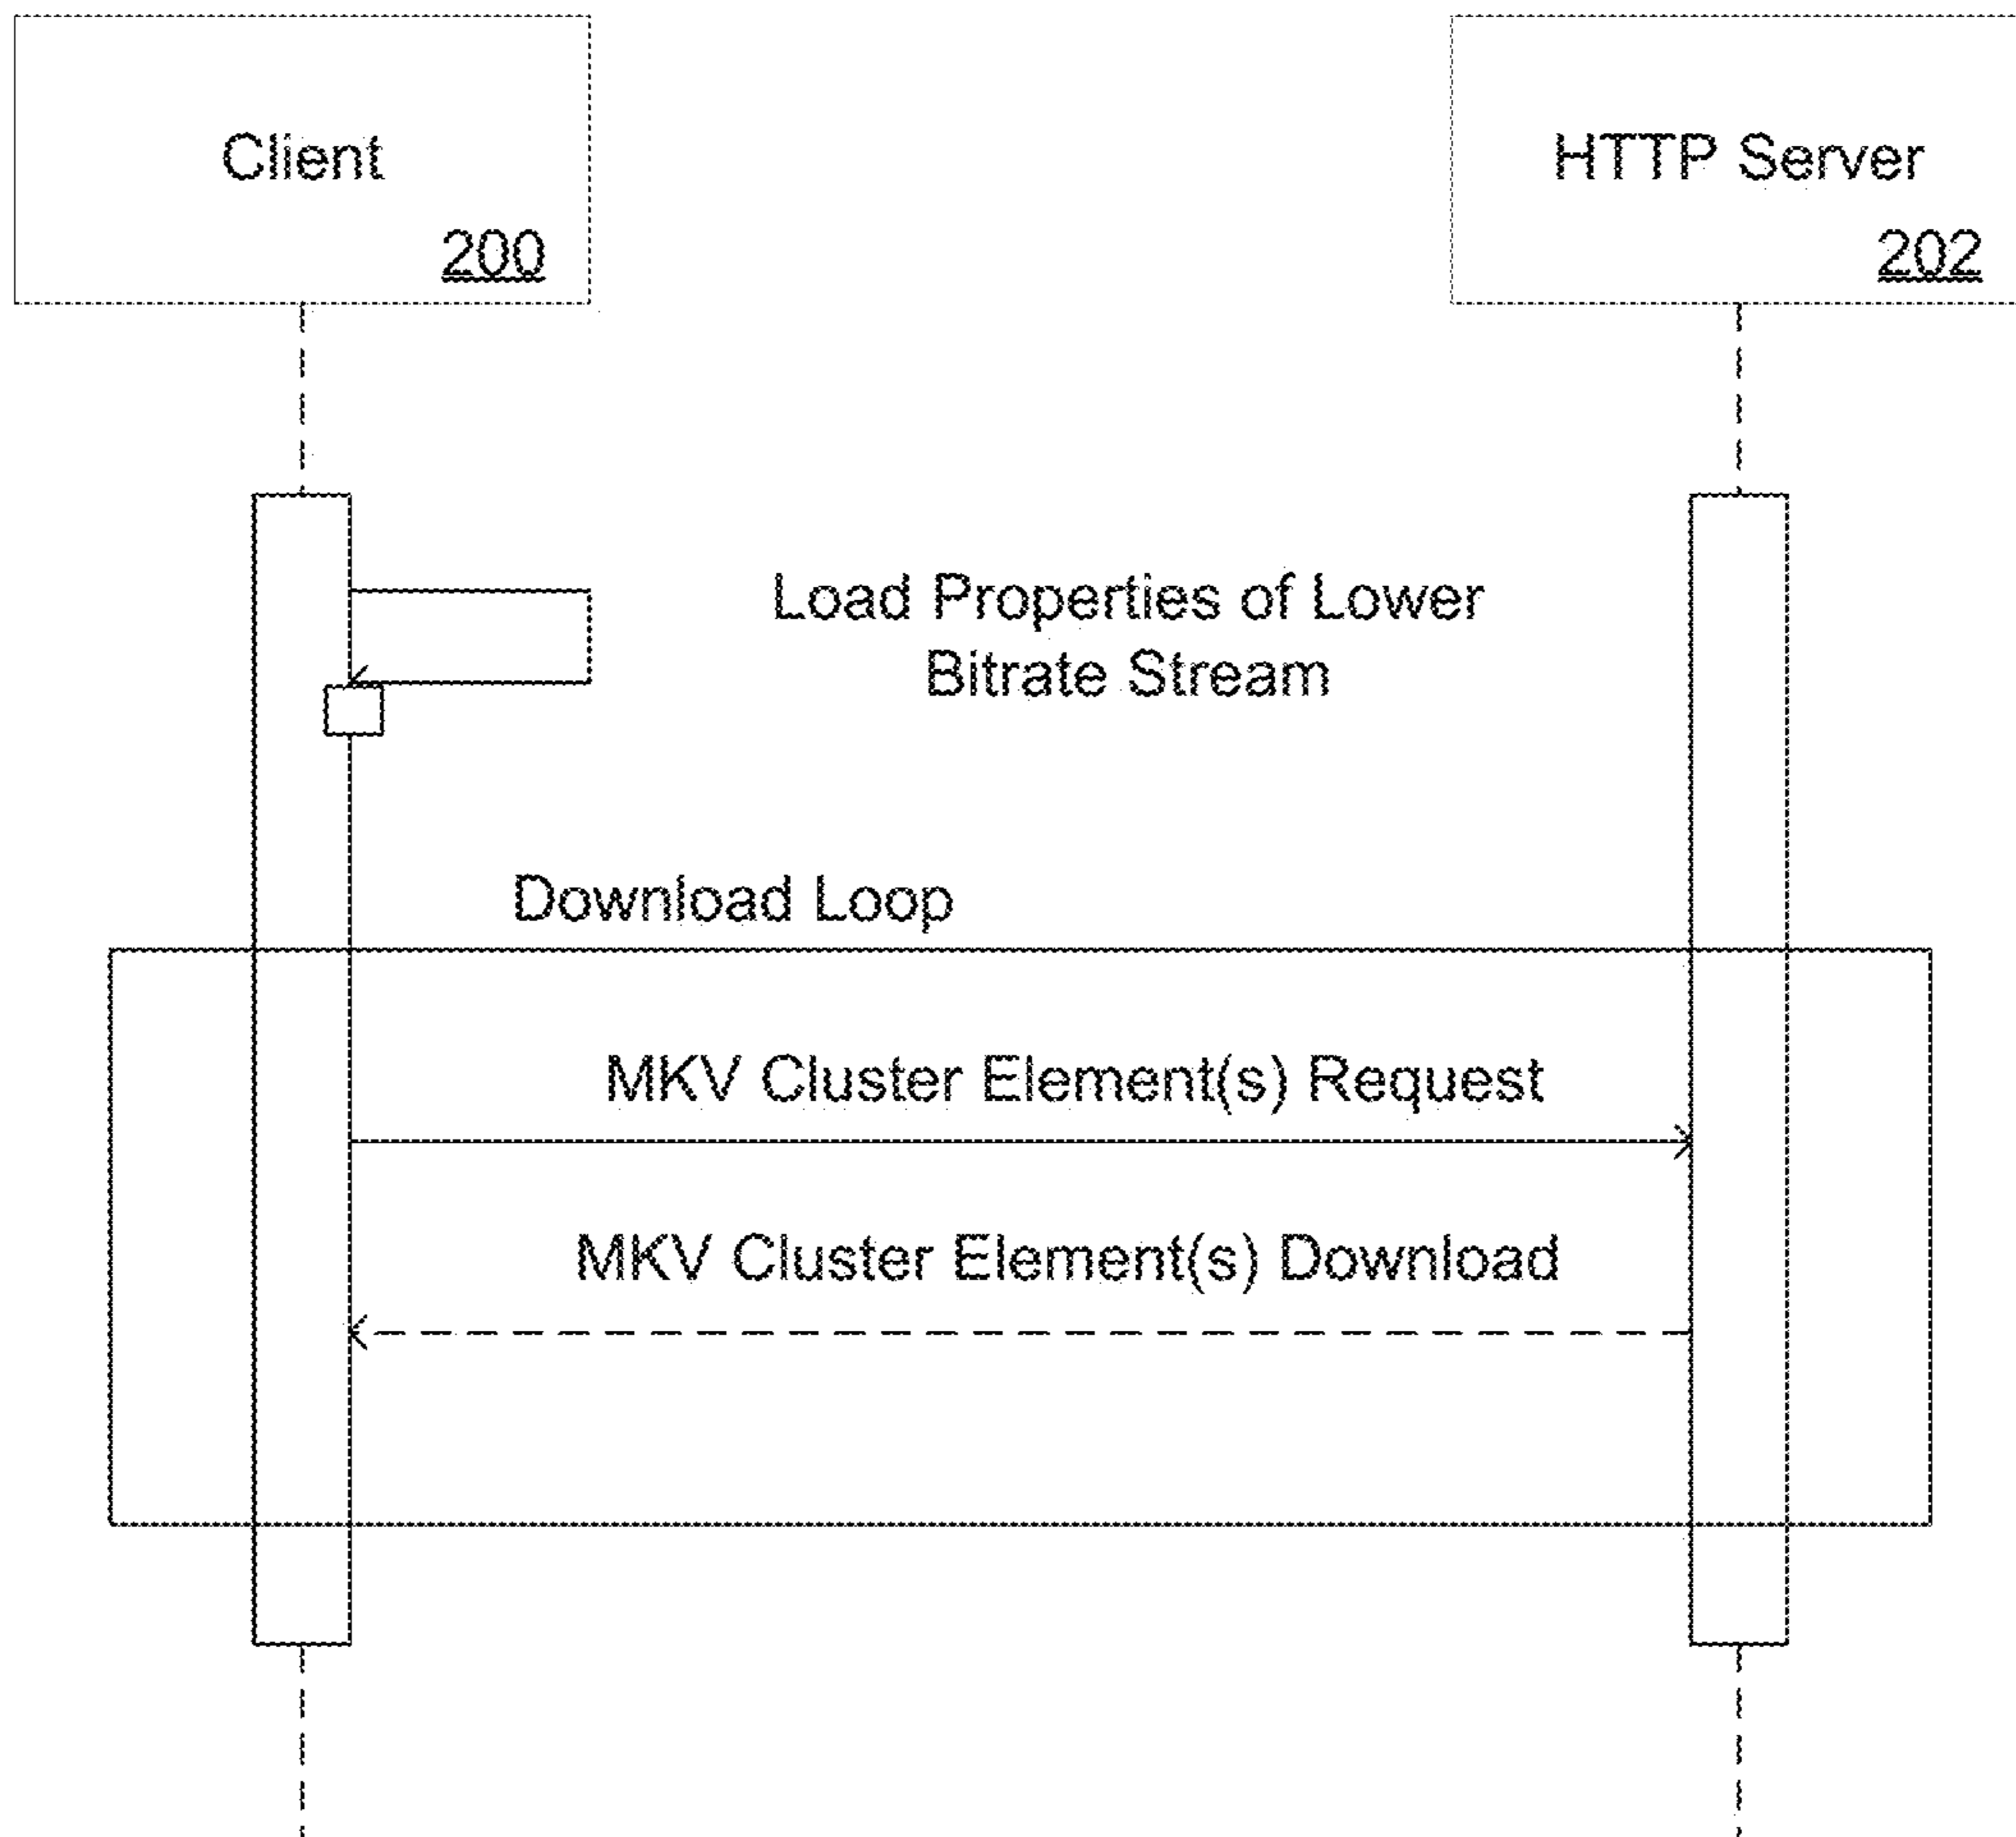 Client
200
HTTP Server
202
Load Properties of Lower
Bitrate Stream
Download Loop
MKV Cluster Element(s) Request
MKV Cluster Element(s) Download